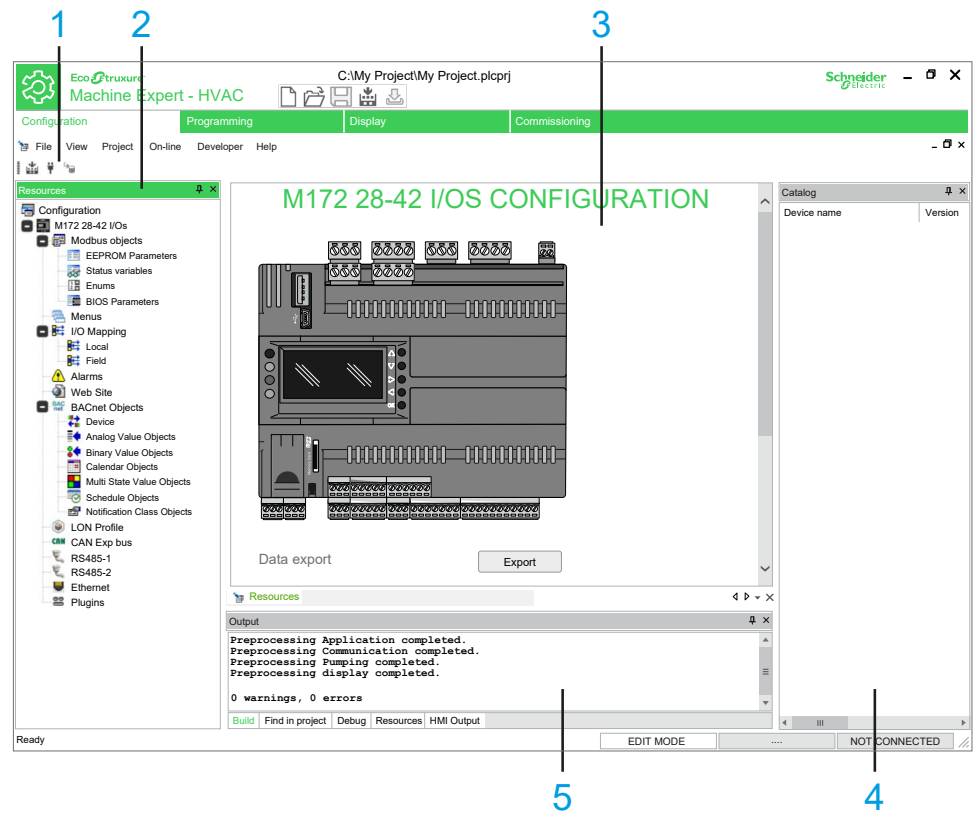 1 2 3
EcoStruxure
Machine Expert - HVAC
C:\My Project\My Project.plcprj
Schneider
Electric
Configuration Programming Display Commissioning
File View Project On-line Developer Help
Resources
Configuration
M172 28-42 I/Os
Modbus objects
EEPROM Parameters
Status variables
Enums
BIOS Parameters
Menus
I/O Mapping
Local
Field
Alarms
Web Site
BACnet Objects
Device
Analog Value Objects
Binary Value Objects
Calendar Objects
Multi State Value Objects
Schedule Objects
Notification Class Objects
LON Profile
CAN Exp bus
RS485-1
RS485-2
Ethernet
Plugins
M172 28-42 I/OS CONFIGURATION
OK
Data export Export
Resources
Output
Preprocessing Application completed.
Preprocessing Communication completed.
Preprocessing Pumping completed.
Preprocessing display completed.
0 warnings, 0 errors
Build Find in project Debug Resources HMI Output
Catalog
Device name Version
Ready EDIT MODE .... NOT CONNECTED
5 4